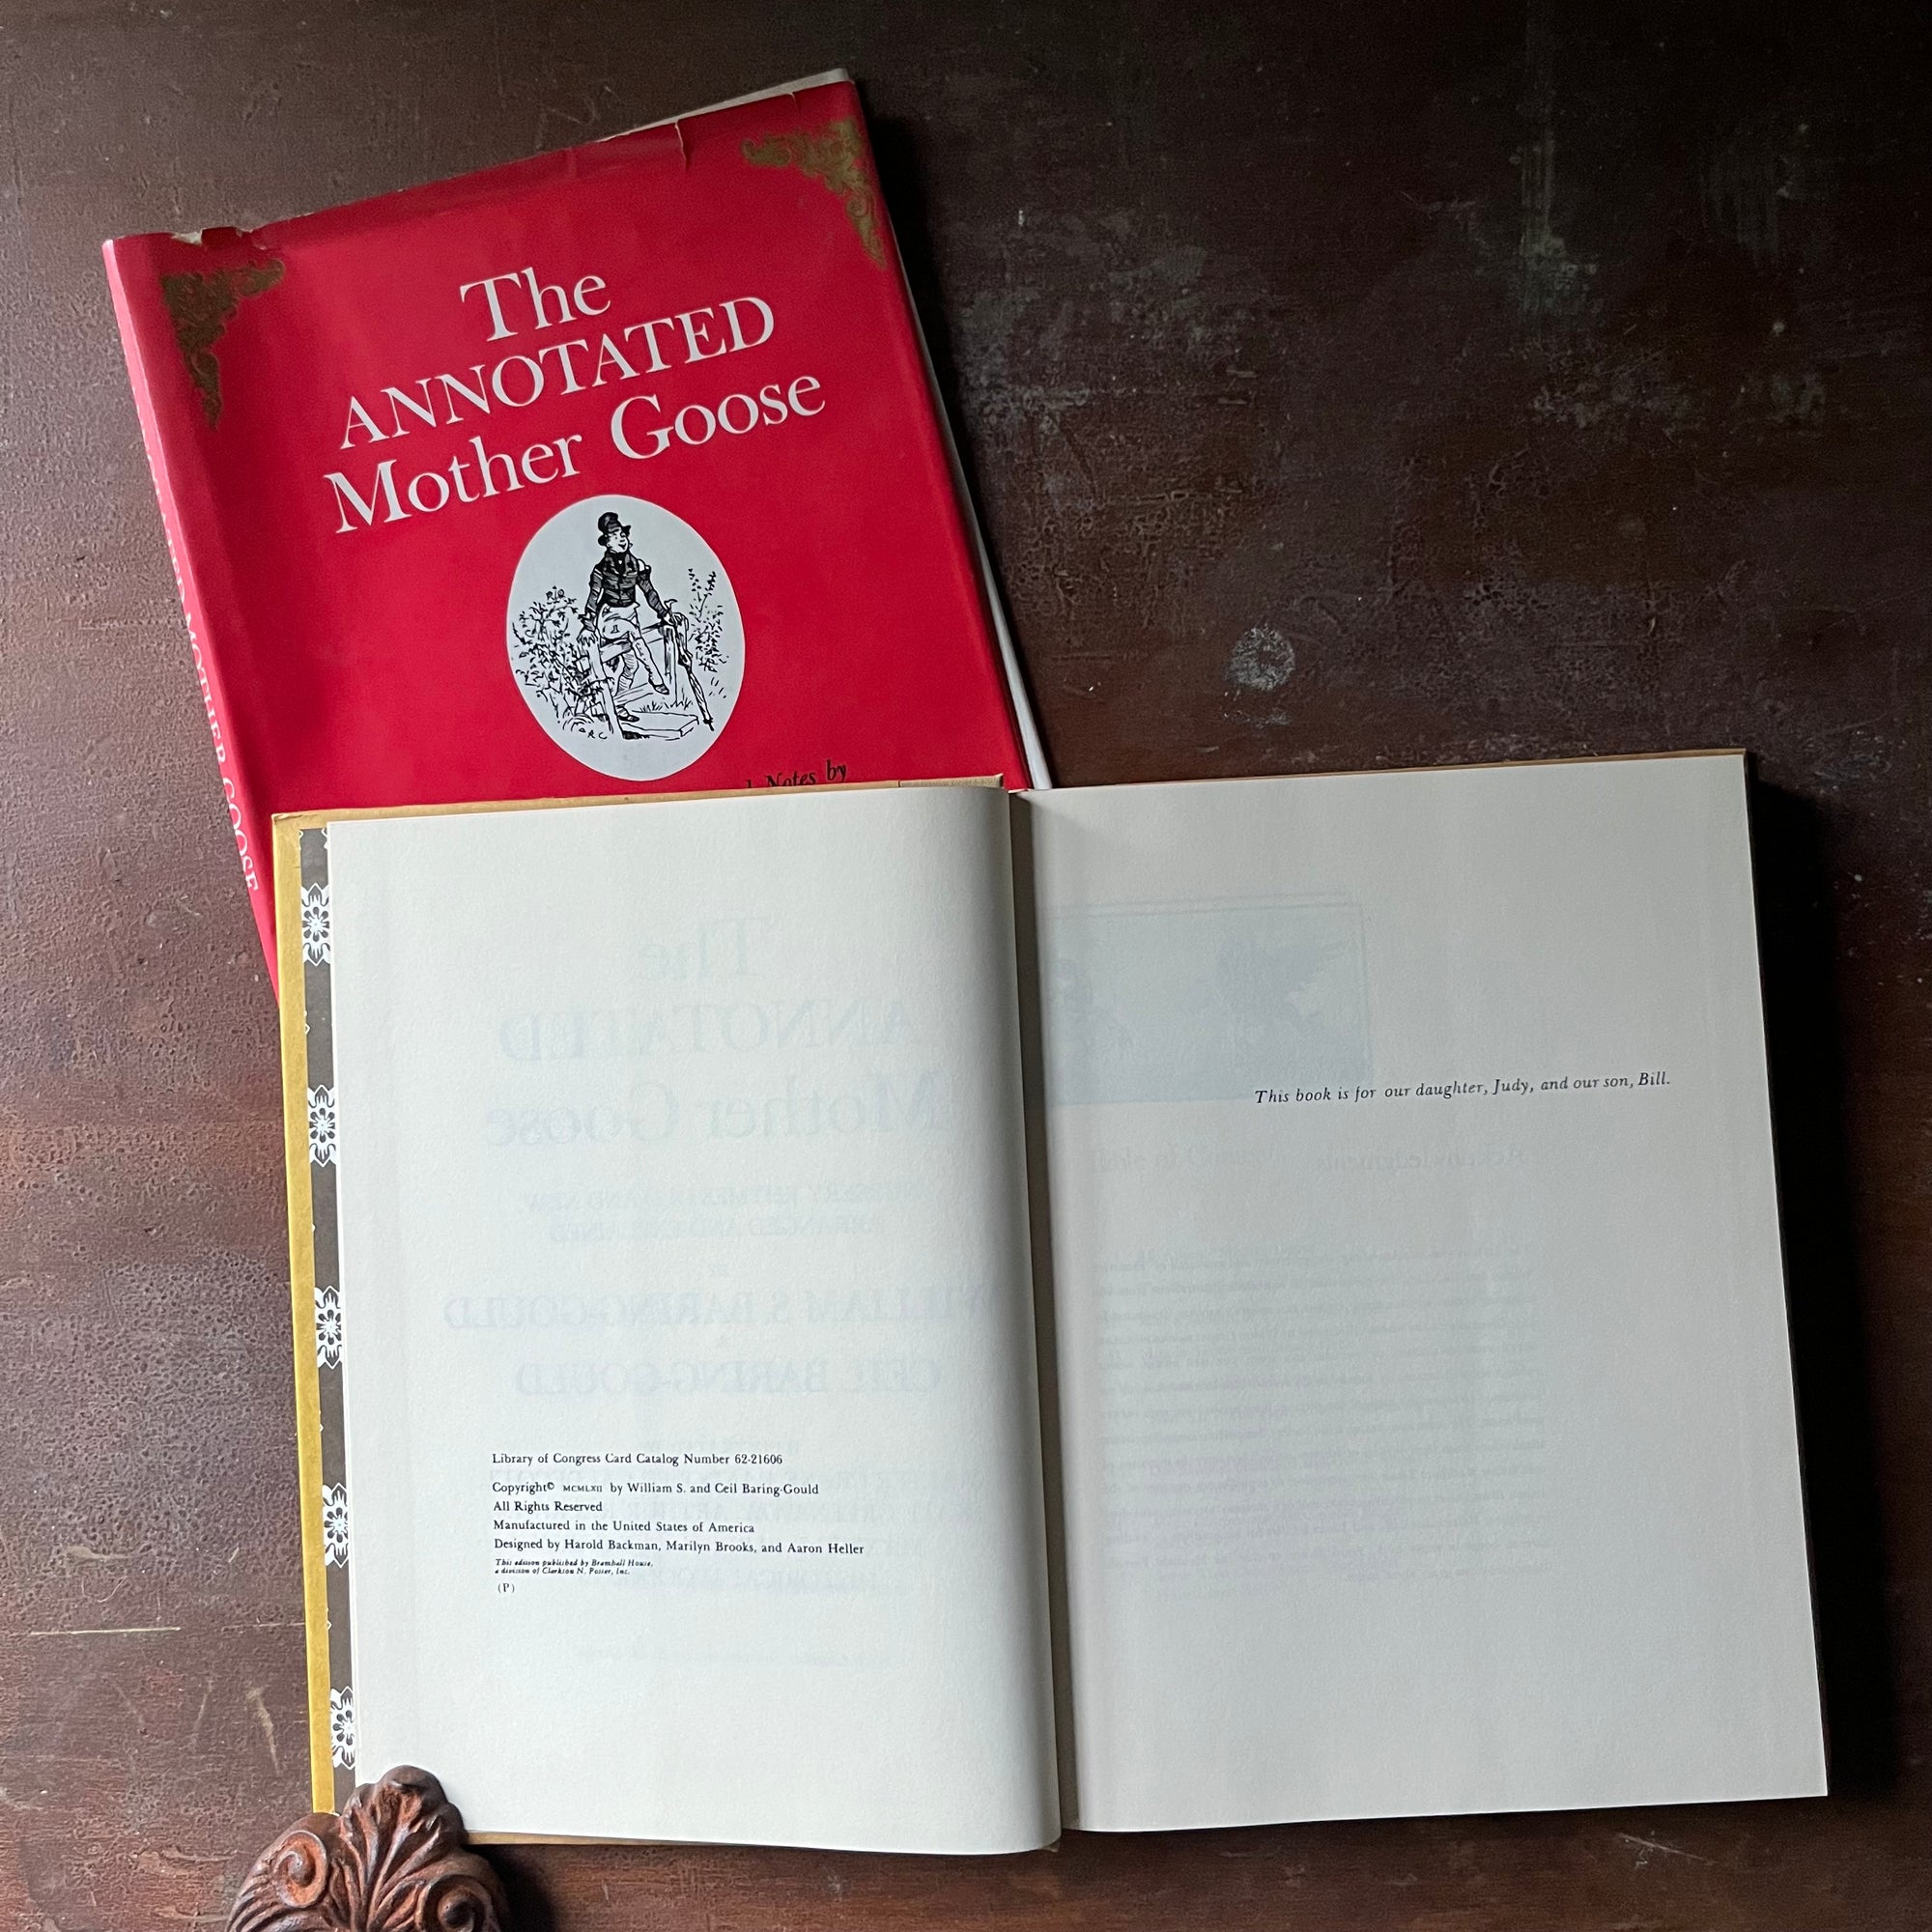 The
ANNOTATED
Mother Goose
RC
Notes by
MOTHER GOOSE
Library of Congress Card Catalog Number 62-21606
Copyright© MCMLXII by William S. and Ceil Baring-Gould
All Rights Reserved
Manufactured in the United States of America
Designed by Harold Backman, Marilyn Brooks, and Aaron Heller
This edition published by Bramhall House,
a division of Clarkson N. Potter, Inc.
(P)
This book is for our daughter, Judy, and our son, Bill.